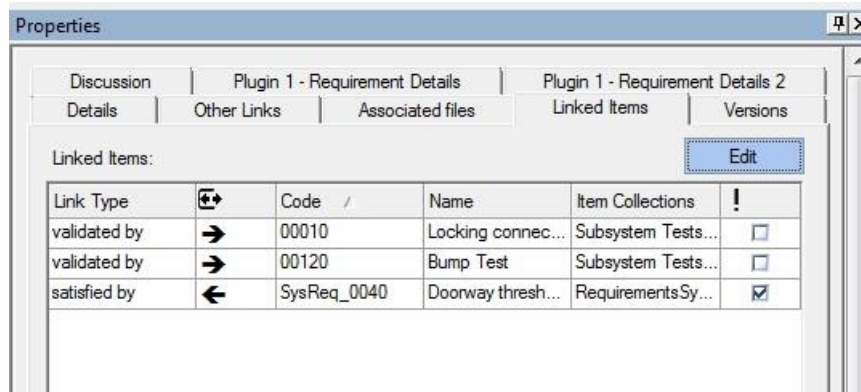 Properties
Discussion Plugin 1 - Requirement Details Plugin 1 - Requirement Details 2
Details Other Links Associated files Linked Items Versions
Linked Items: Edit
Link Type Code / Name Item Collections !
validated by 00010 Locking connec... Subsystem Tests...
validated by 00120 Bump Test Subsystem Tests...
satisfied by SysReq_0040 Doorway thresh... RequirementsSy...